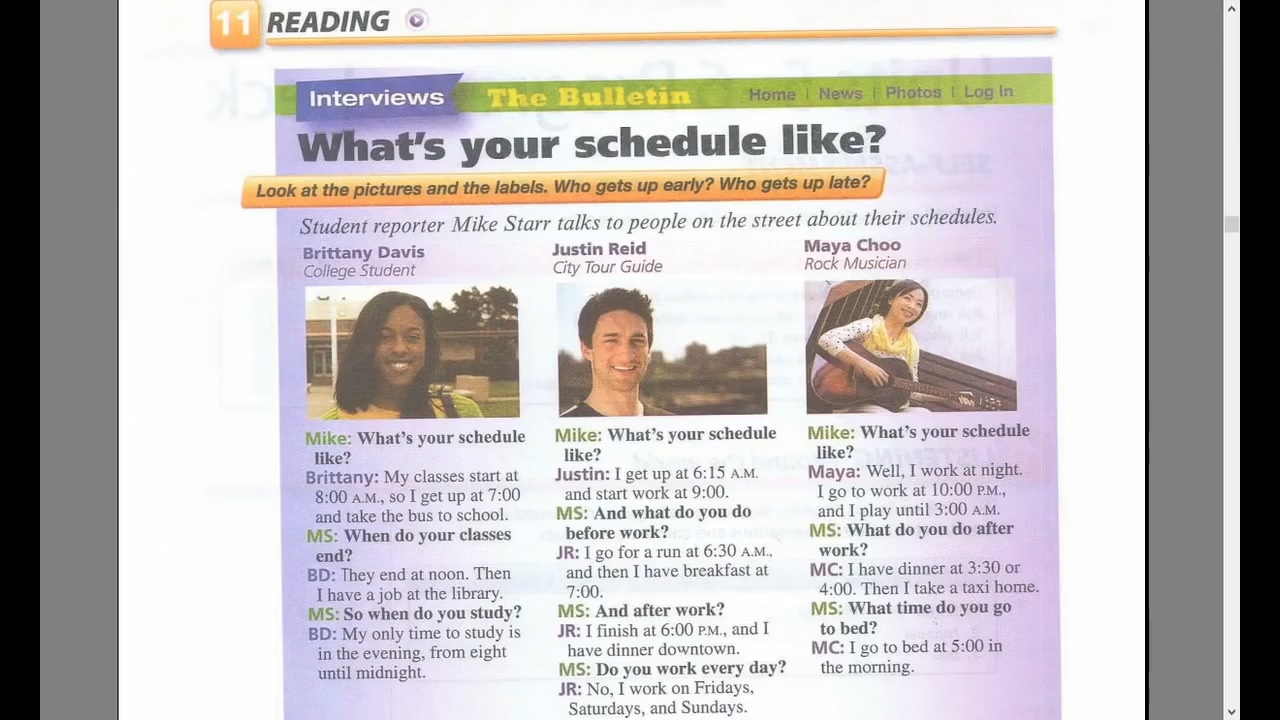 11 READING
Interviews The Bulletin Home | News | Photos | Log In
What's your schedule like?
Look at the pictures and the labels. Who gets up early? Who gets up late?
Student reporter Mike Starr talks to people on the street about their schedules.
Brittany Davis
College Student
Mike: What's your schedule
like?
Brittany: My classes start at
8:00 A.M., so I get up at 7:00
and take the bus to school.
MS: When do your classes
end?
BD: They end at noon. Then
I have a job at the library.
MS: So when do you study?
BD: My only time to study is
in the evening, from eight
until midnight.
Justin Reid
City Tour Guide
Mike: What's your schedule
like?
Justin: I get up at 6:15 A.M.
and start work at 9:00.
MS: And what do you do
before work?
JR: I go for a run at 6:30 A.M.,
and then I have breakfast at
7:00.
MS: And after work?
JR: I finish at 6:00 P.M., and I
have dinner downtown.
MS: Do you work every day?
JR: No, I work on Fridays,
Saturdays, and Sundays.
Maya Choo
Rock Musician
Mike: What's your schedule
like?
Maya: Well, I work at night.
I go to work at 10:00 P.M.,
and I play until 3:00 A.M.
MS: What do you do after
work?
MC: I have dinner at 3:30 or
4:00. Then I take a taxi home.
MS: What time do you go
to bed?
MC: I go to bed at 5:00 in
the morning.